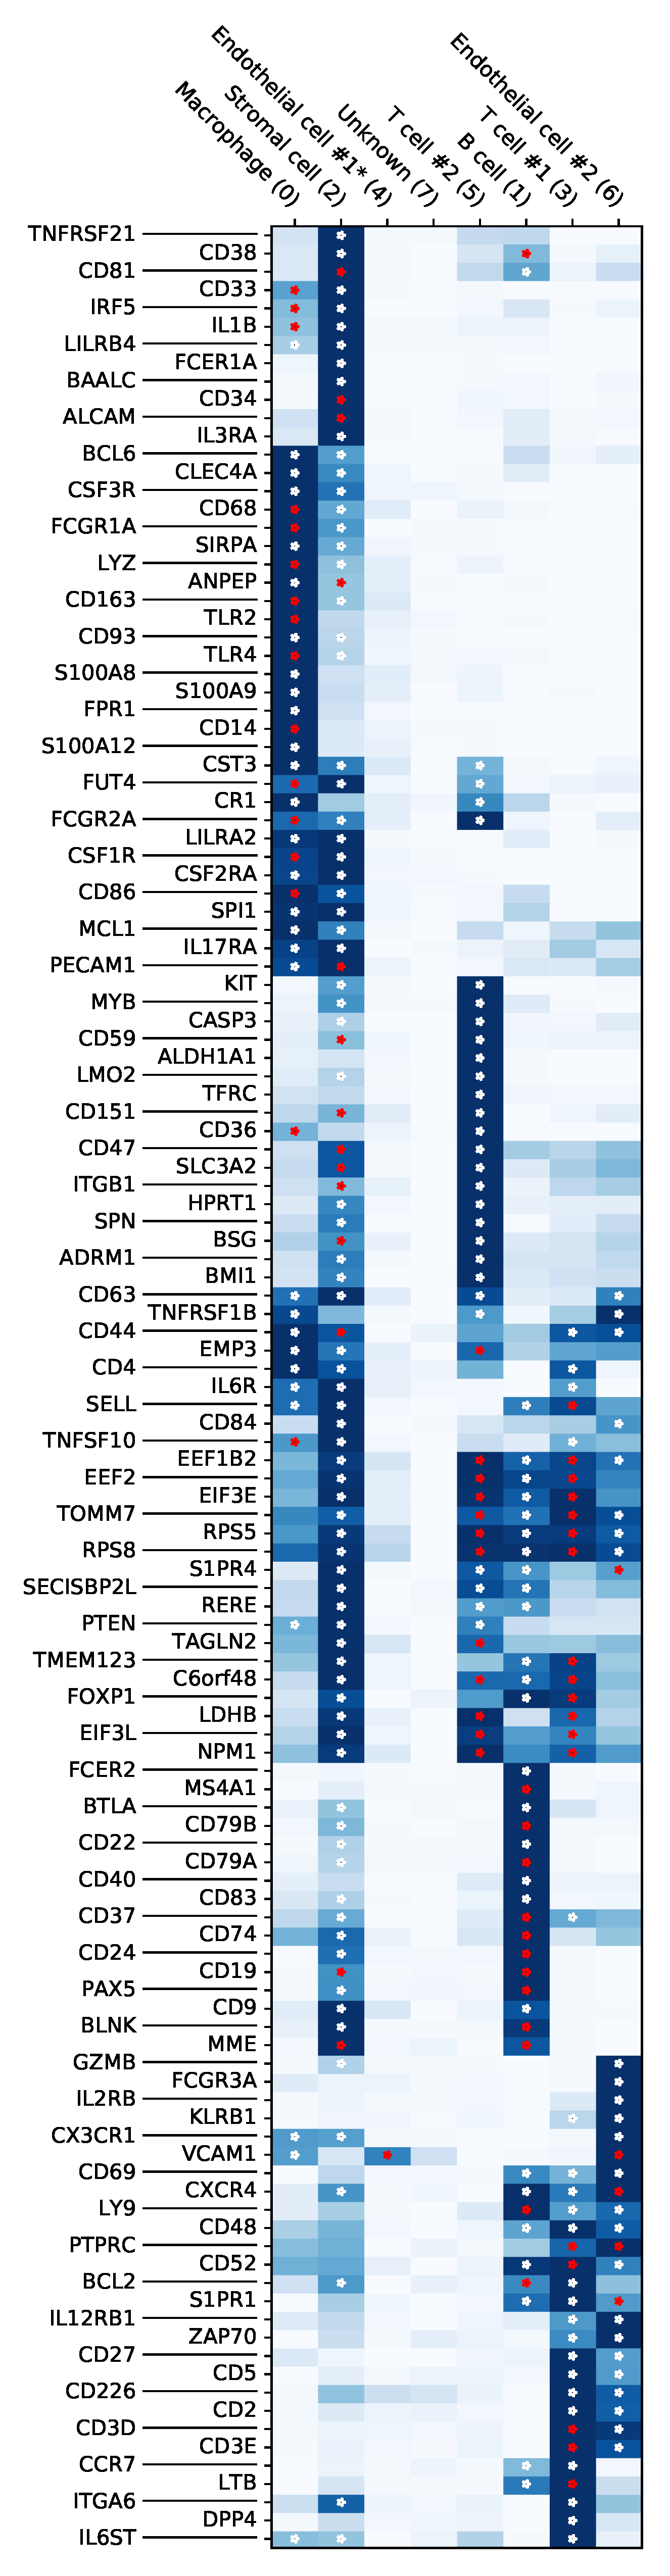 Endothelial cell #2 (6)
T cell #1 (3)
B cell (1)
T cell #2 (5)
Unknown (7)
Endothelial cell #1* (4)
Stromal cell (2)
Macrophage (0)
TNFRSF21
CD38
CD81
CD33
IRF5
IL1B
LILRB4
FCER1A
BAALC
CD34
ALCAM
IL3RA
BCL6
CLEC4A
CSF3R
CD68
FCGR1A
SIRPA
LYZ
ANPEP
CD163
TLR2
CD93
TLR4
S100A8
S100A9
FPR1
CD14
S100A12
CST3
FUT4
CR1
FCGR2A
LILRA2
CSF1R
CSF2RA
CD86
SPI1
MCL1
IL17RA
PECAM1
KIT
MYB
CASP3
CD59
ALDH1A1
LMO2
TFRC
CD151
CD36
CD47
SLC3A2
ITGB1
HPRT1
SPN
BSG
ADRM1
BMI1
CD63
TNFRSF1B
CD44
EMP3
CD4
IL6R
SELL
CD84
TNFSF10
EEF1B2
EEF2
EIF3E
TOMM7
RPS5
RPS8
S1PR4
SECISBP2L
RERE
PTEN
TAGLN2
TMEM123
C6orf48
FOXP1
LDHB
EIF3L
NPM1
FCER2
MS4A1
BTLA
CD79B
CD22
CD79A
CD40
CD83
CD37
CD74
CD24
CD19
PAX5
CD9
BLNK
MME
GZMB
FCGR3A
IL2RB
KLRB1
CX3CR1
VCAM1
CD69
CXCR4
LY9
CD48
PTPRC
CD52
BCL2
S1PR1
IL12RB1
ZAP70
CD27
CD5
CD226
CD2
CD3D
CD3E
CCR7
LTB
ITGA6
DPP4
IL6ST